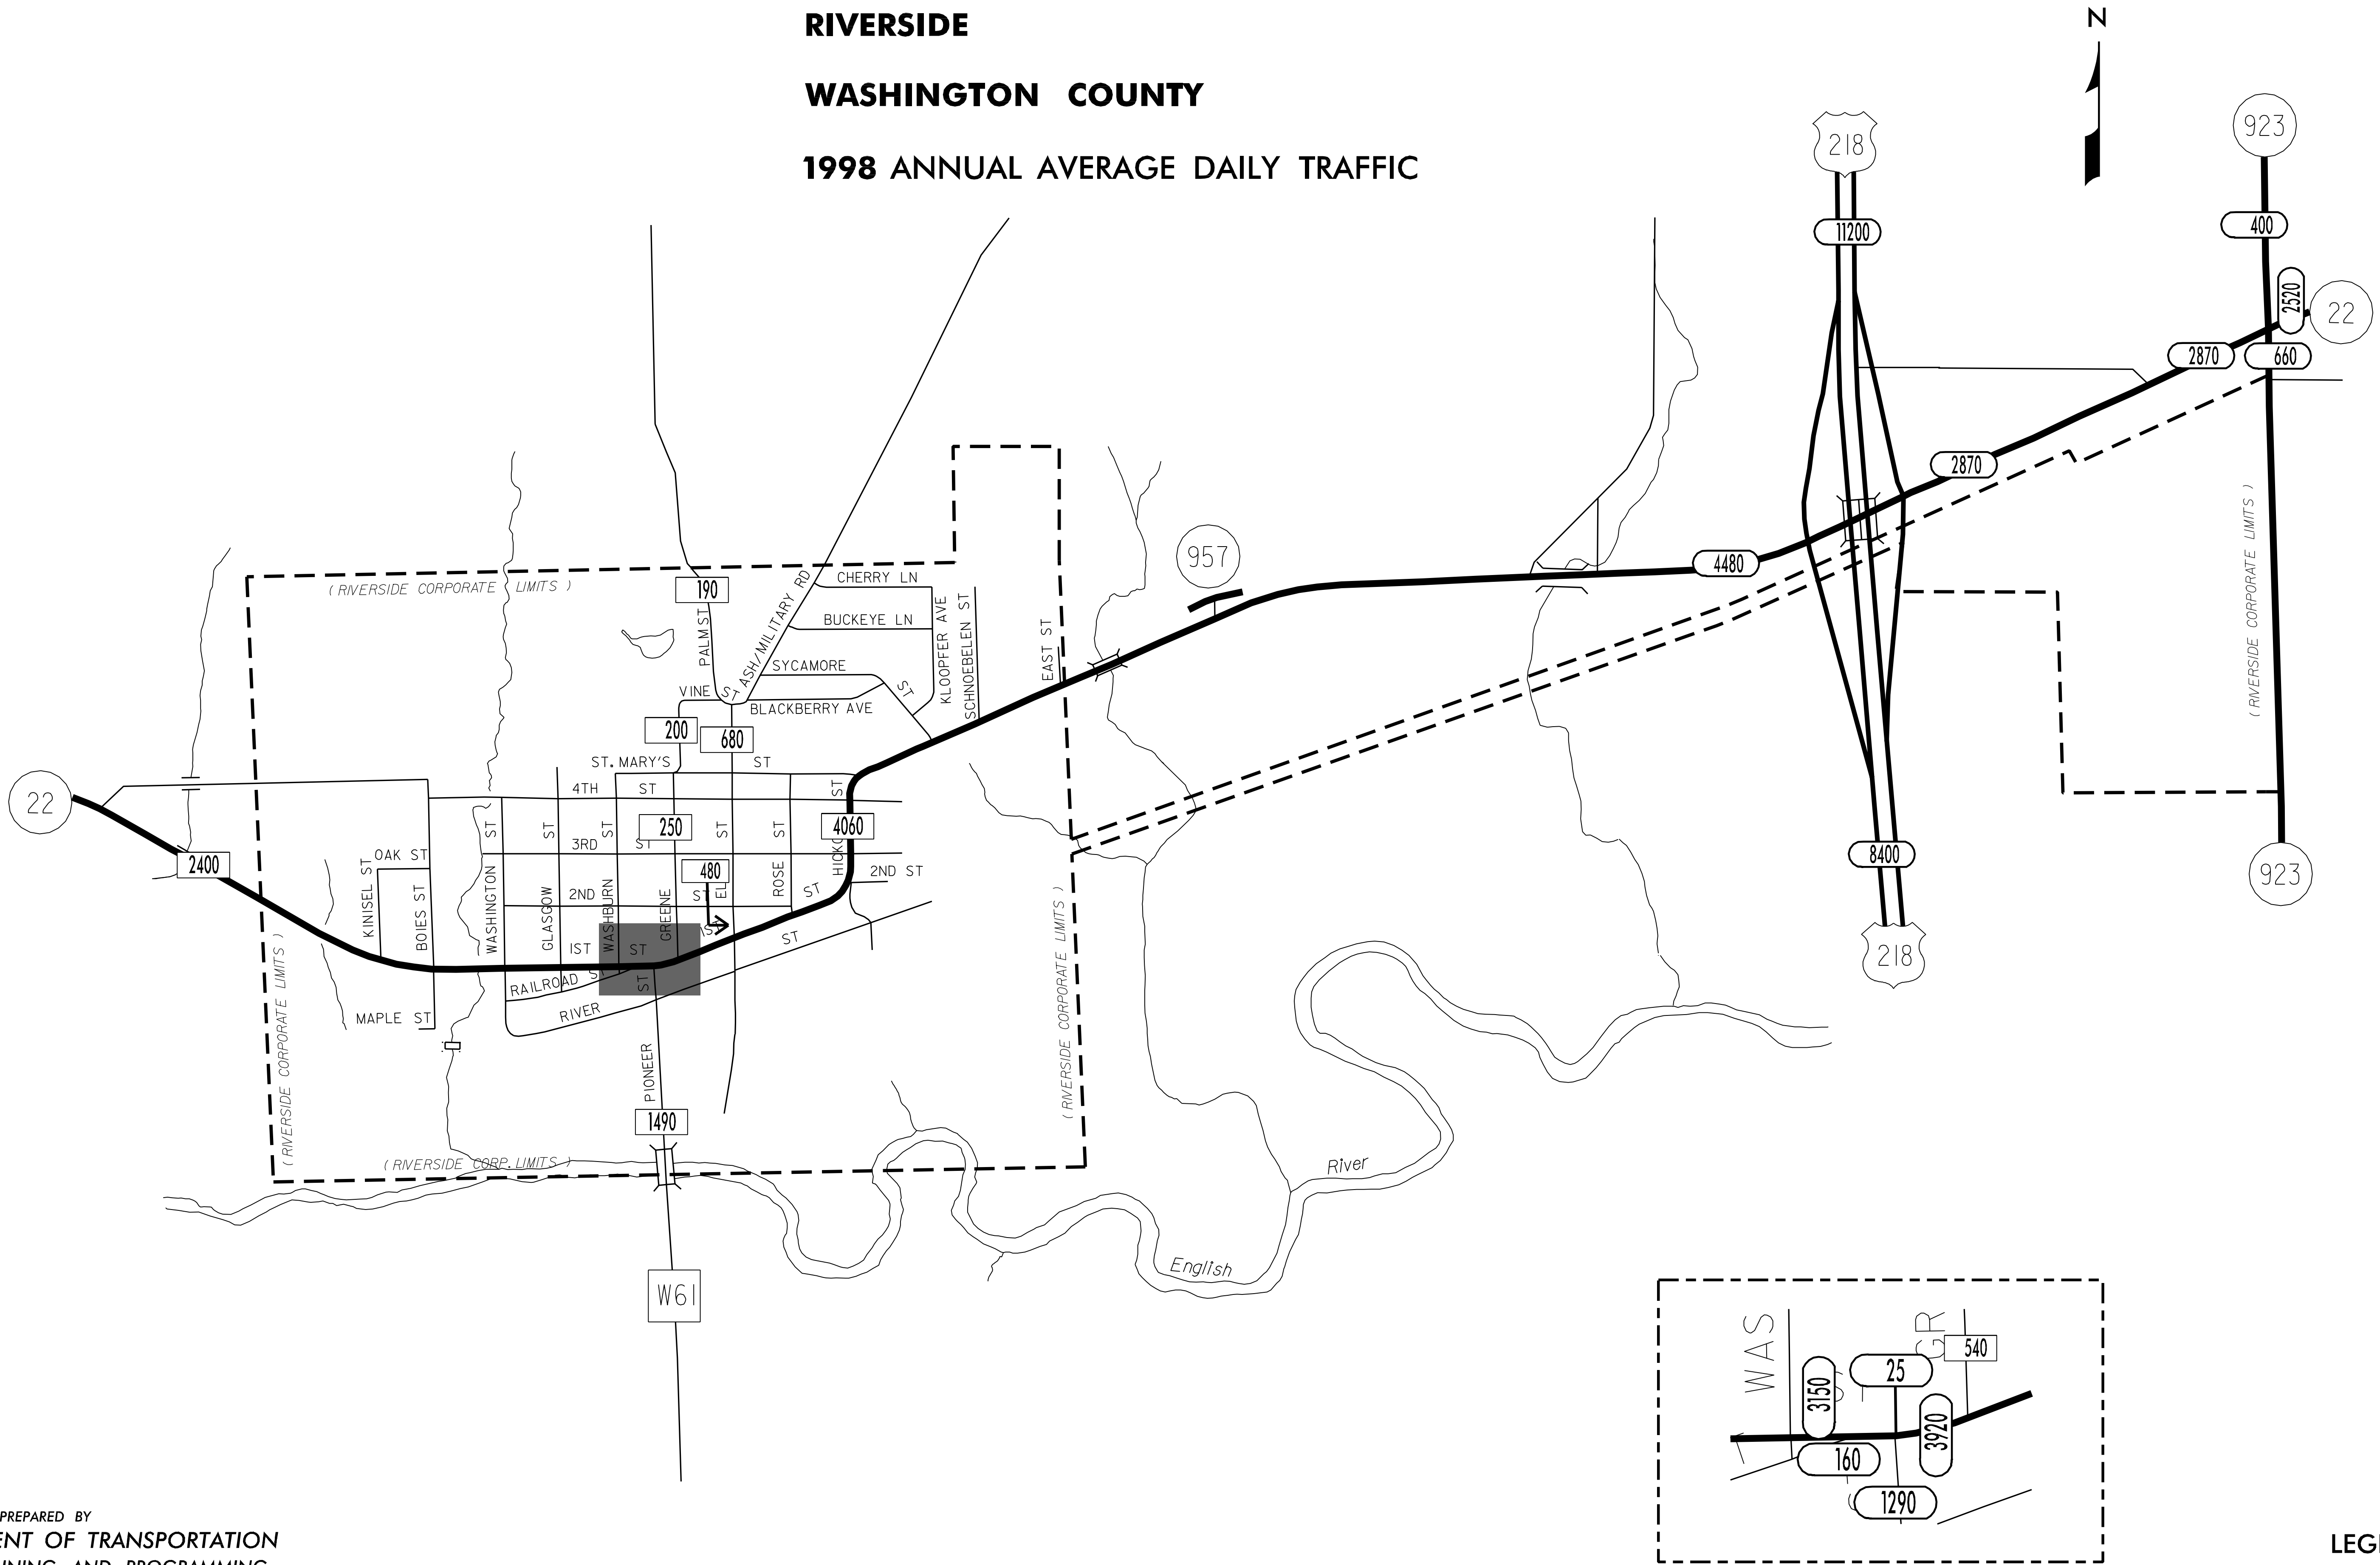 RIVERSIDE
WASHINGTON COUNTY
1998 ANNUAL AVERAGE DAILY TRAFFIC
N
218
923
11200
400
2520
22
2870
660
2870
4480
957
( RIVERSIDE CORPORATE LIMITS )
190
CHERRY LN
BUCKEYE LN
SYCAMORE
ST
BLACKBERRY AVE
PALM ST
ASH/MILITARY RD
VINE ST
KLOOPFER AVE
SCHNOEBELEN ST
EAST ST
200
680
ST. MARY'S ST
4TH ST
22
2400
250
4060
3RD ST
480
OAK ST
KINISEL ST
BOIES ST
WASHINGTON ST
GLASGOW ST
WASHBURN ST
GREENE
ST
ROSE ST
ST
2ND ST
2ND ST
ST
1ST ST
RAILROAD ST
RIVER ST
MAPLE ST
PIONEER ST
( RIVERSIDE CORPORATE LIMITS )
( RIVERSIDE CORPORATE LIMITS )
( RIVERSIDE CORPORATE LIMITS )
8400
923
218
1490
( RIVERSIDE CORP. LIMITS )
River
English
W61
WAS
GR
540
25
3150
3920
160
1290
PREPARED BY
OF TRANSPORTATION
AND PROGRAMMING